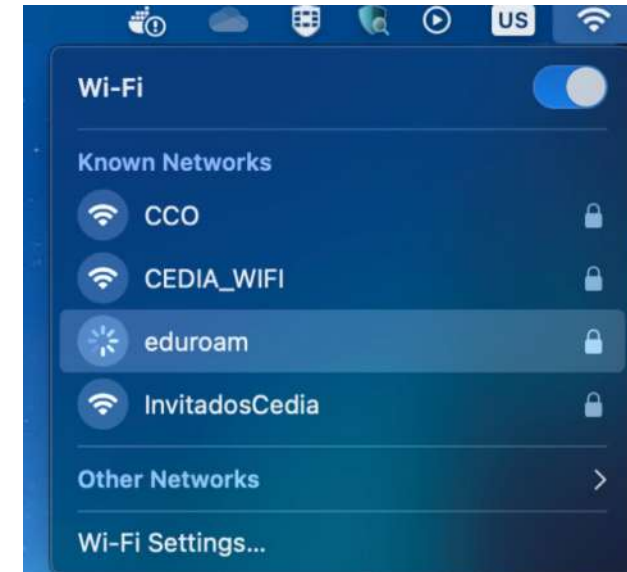 US
Wi-Fi
Known Networks
CCO
CEDIA_WIFI
eduroam
InvitadosCedia
Other Networks
Wi-Fi Settings...